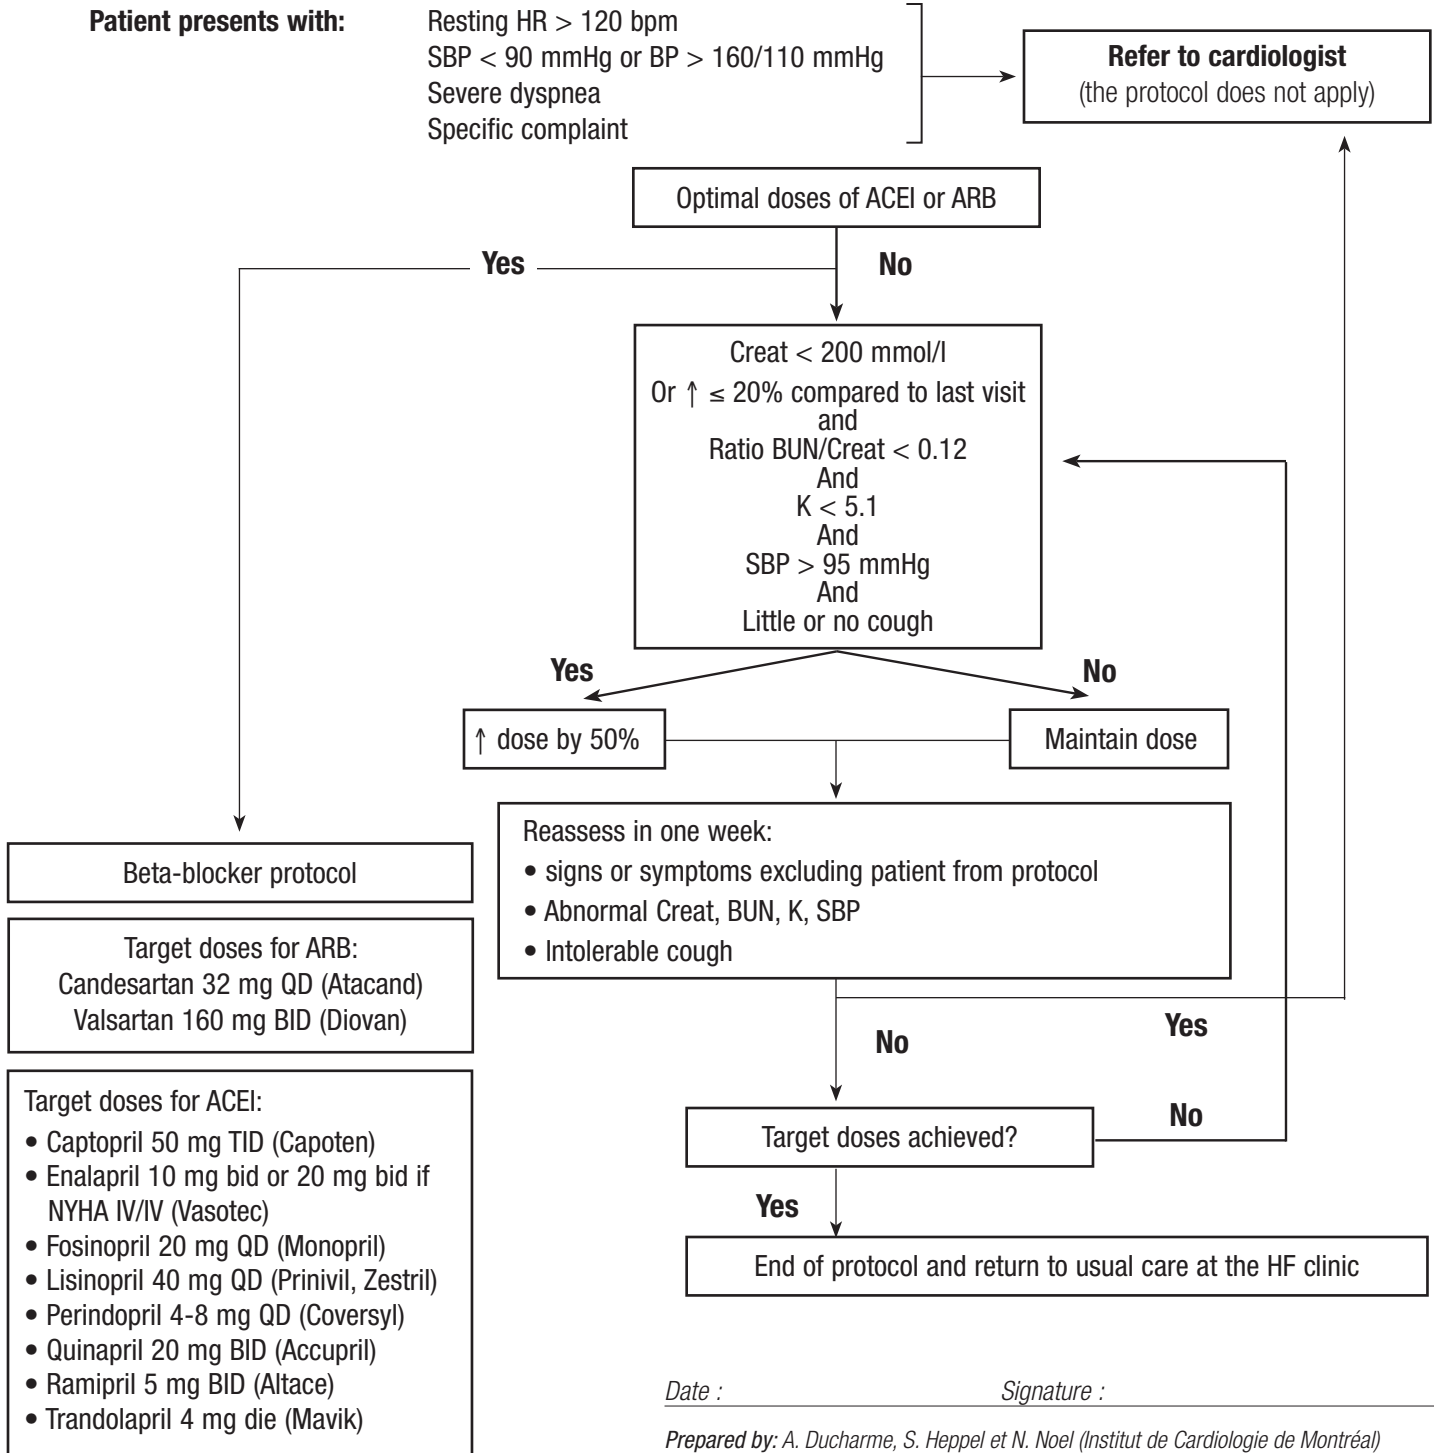 Patient presents with:
Resting HR > 120 bpm
SBP < 90 mmHg or BP > 160/110 mmHg
Severe dyspnea
Specific complaint
Refer to cardiologist
(the protocol does not apply)
Optimal doses of ACEI or ARB
Yes
No
Creat < 200 mmol/l
Or ↑ ≤ 20% compared to last visit
and
Ratio BUN/Creat < 0.12
And
K < 5.1
And
SBP > 95 mmHg
And
Little or no cough
Yes
No
↑ dose by 50%
Maintain dose
Reassess in one week:
• signs or symptoms excluding patient from protocol
• Abnormal Creat, BUN, K, SBP
• Intolerable cough
Yes
No
Target doses achieved?
No
Yes
End of protocol and return to usual care at the HF clinic
Beta-blocker protocol
Target doses for ARB:
Candesartan 32 mg QD (Atacand)
Valsartan 160 mg BID (Diovan)
Target doses for ACEI:
• Captopril 50 mg TID (Capoten)
• Enalapril 10 mg bid or 20 mg bid if
NYHA IV/IV (Vasotec)
• Fosinopril 20 mg QD (Monopril)
• Lisinopril 40 mg QD (Prinivil, Zestril)
• Perindopril 4-8 mg QD (Coversyl)
• Quinapril 20 mg BID (Accupril)
• Ramipril 5 mg BID (Altace)
• Trandolapril 4 mg die (Mavik)
Date : Signature :
Prepared by: A. Ducharme, S. Heppel et N. Noel (Institut de Cardiologie de Montréal)